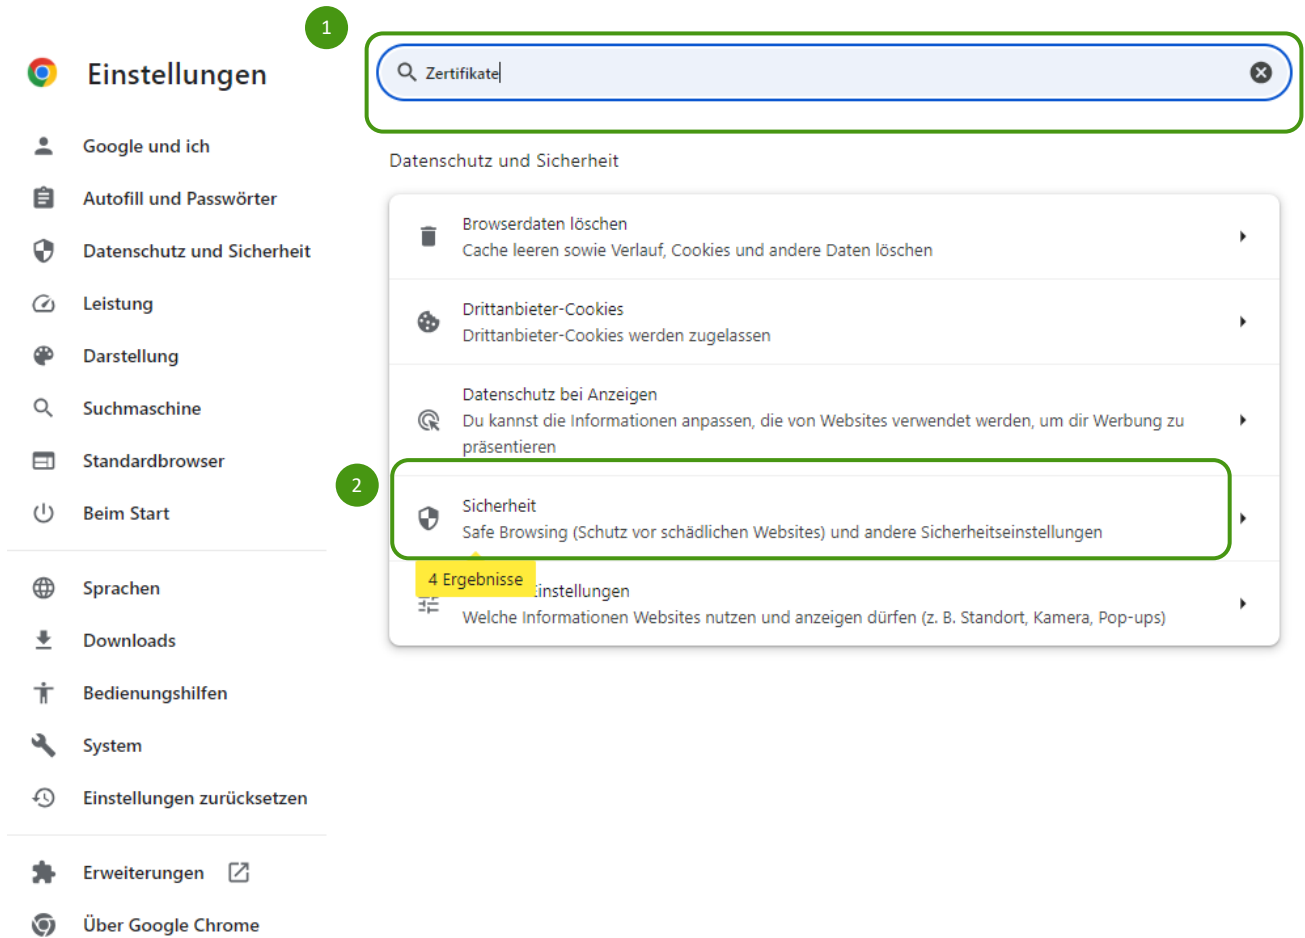 1
Einstellungen
Zertifikate
Google und ich
Autofill und Passwörter
Datenschutz und Sicherheit
Leistung
Darstellung
Suchmaschine
Standardbrowser
Beim Start
Sprachen
Downloads
Bedienungshilfen
System
Einstellungen zurücksetzen
Erweiterungen
Über Google Chrome
Datenschutz und Sicherheit
Browserdaten löschen
Cache leeren sowie Verlauf, Cookies und andere Daten löschen
Drittanbieter-Cookies
Drittanbieter-Cookies werden zugelassen
Datenschutz bei Anzeigen
Du kannst die Informationen anpassen, die von Websites verwendet werden, um dir Werbung zu
präsentieren
2
Sicherheit
Safe Browsing (Schutz vor schädlichen Websites) und andere Sicherheitseinstellungen
4 Ergebnisse
instellungen
Welche Informationen Websites nutzen und anzeigen dürfen (z. B. Standort, Kamera, Pop-ups)